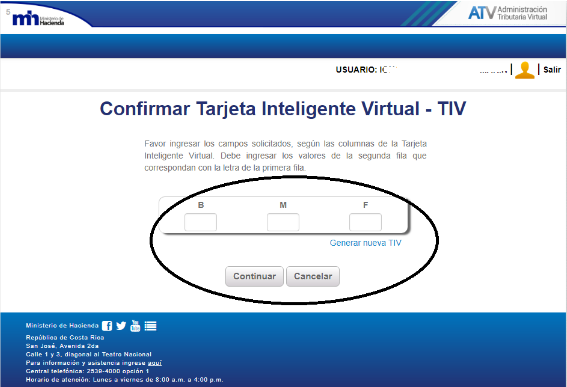 5
Ministerio de
Hacienda
ATV Administración
Tributaria Virtual
USUARIO:
Salir
Confirmar Tarjeta Inteligente Virtual - TIV
Favor ingresar los campos solicitados, según las columnas de la Tarjeta
Inteligente Virtual. Debe ingresar los valores de la segunda fila que
correspondan con la letra de la primera fila.
B M F
Generar nueva TIV
Continuar Cancelar
Ministerio de Hacienda
República de Costa Rica
San José, Avenida 2da
Calle 1 y 3, diagonal al Teatro Nacional
Para información y asistencia ingrese aquí
Central telefónica: 2539-4000 opción 1
Horario de atención: Lunes a viernes de 8:00 a.m. a 4:00 p.m.